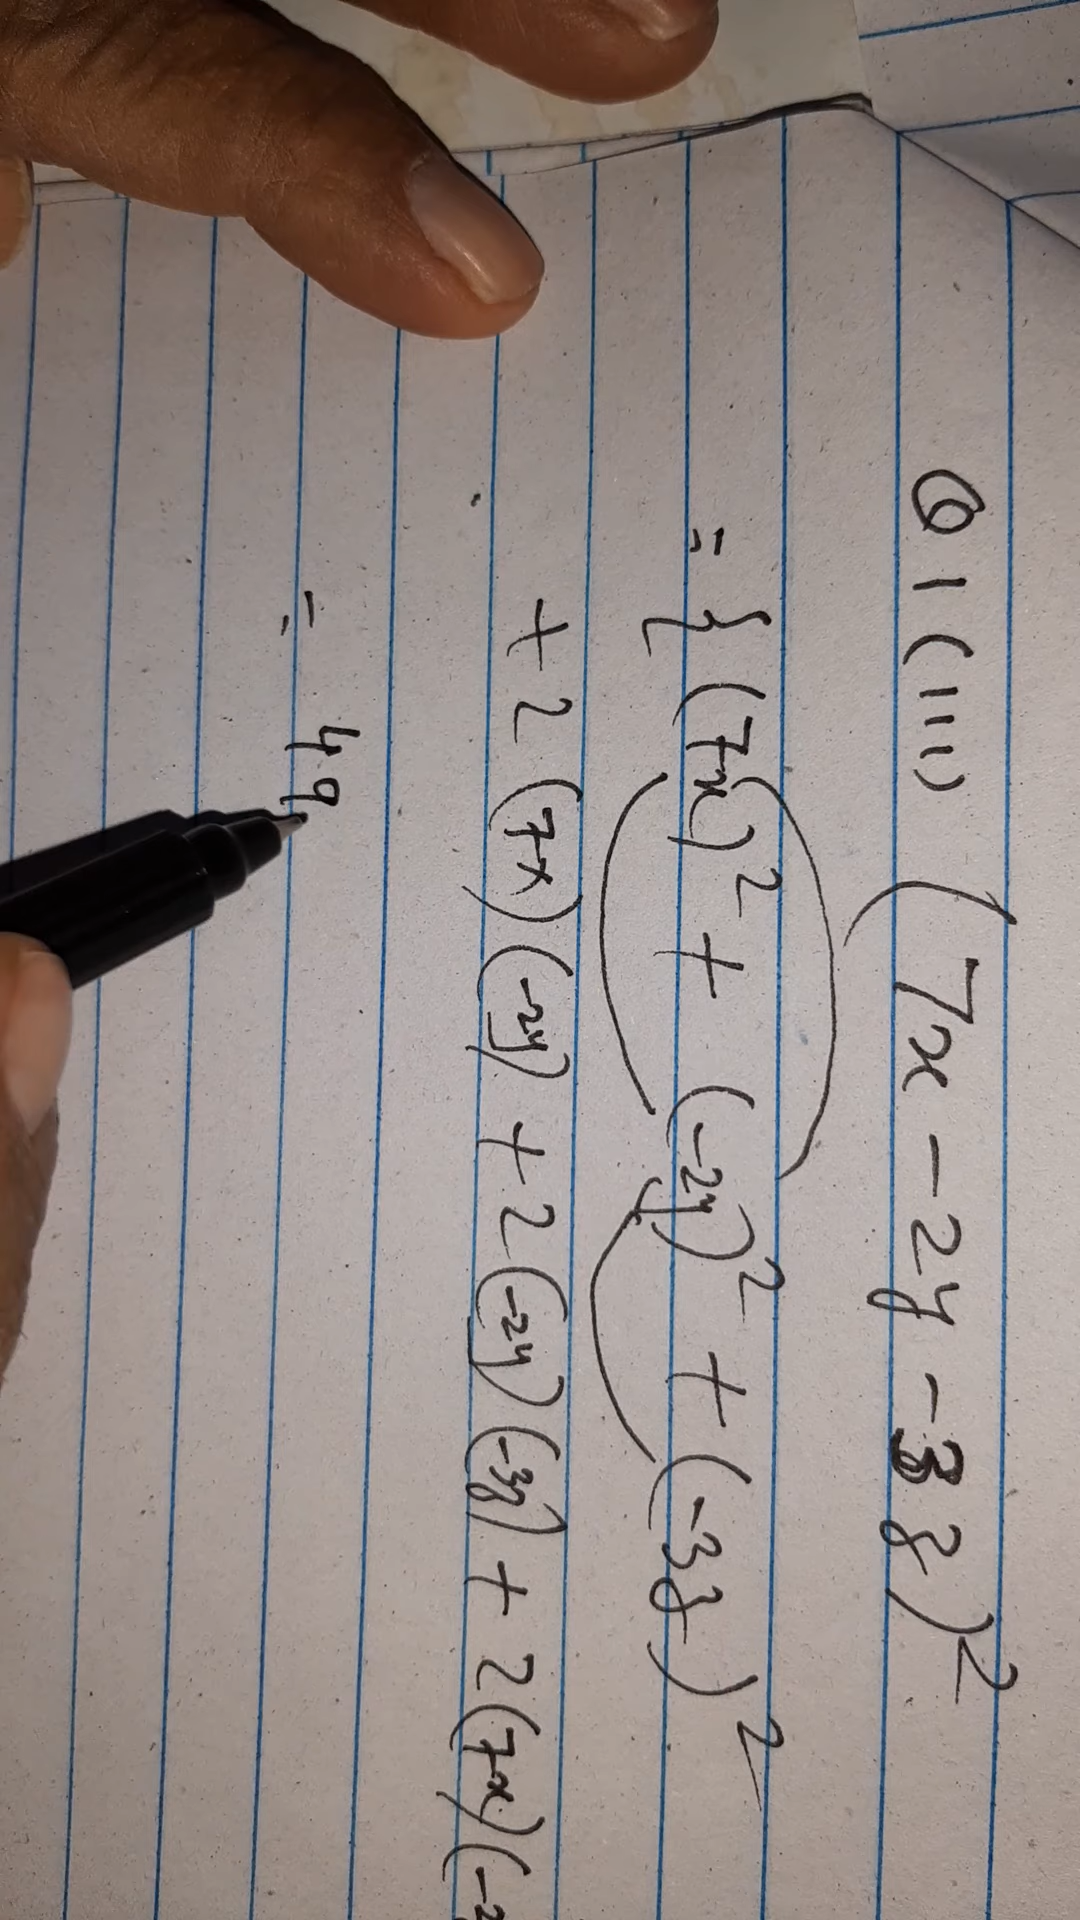 Q1(iii) (7x - 2y - 3z)²
= {(7x)² + (-2y)² + (-3z)²
+ 2(7x)(-2y) + 2(-2y)(-3z) + 2(7x)(-
= 49